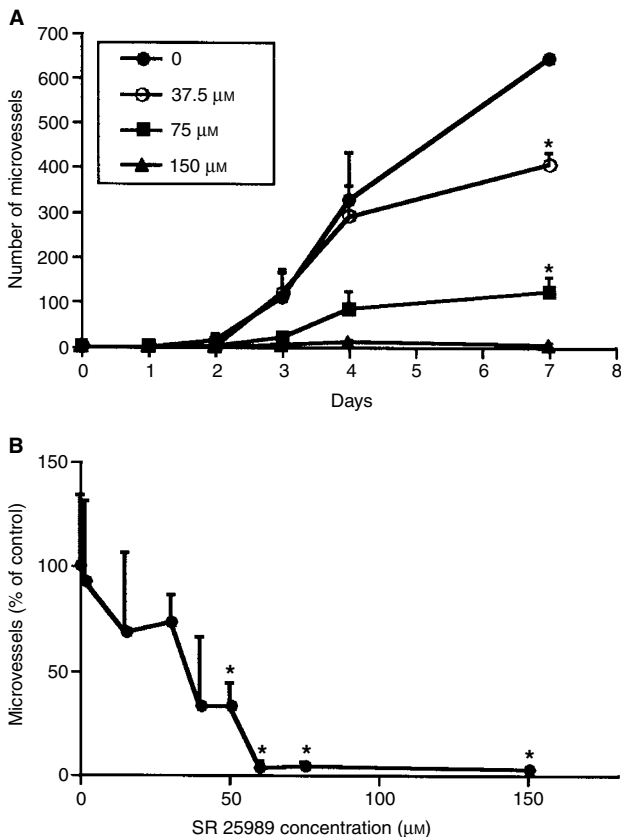 A
700
600
500
400
300
200
100
0
Number of microvessels
0
37.5 μM
75 μM
150 μM
*
*
0 1 2 3 4 5 6 7 8
Days
B
150
100
50
0
Microvessels (% of control)
*
* * *
0 50 100 150
SR 25989 concentration (μM)